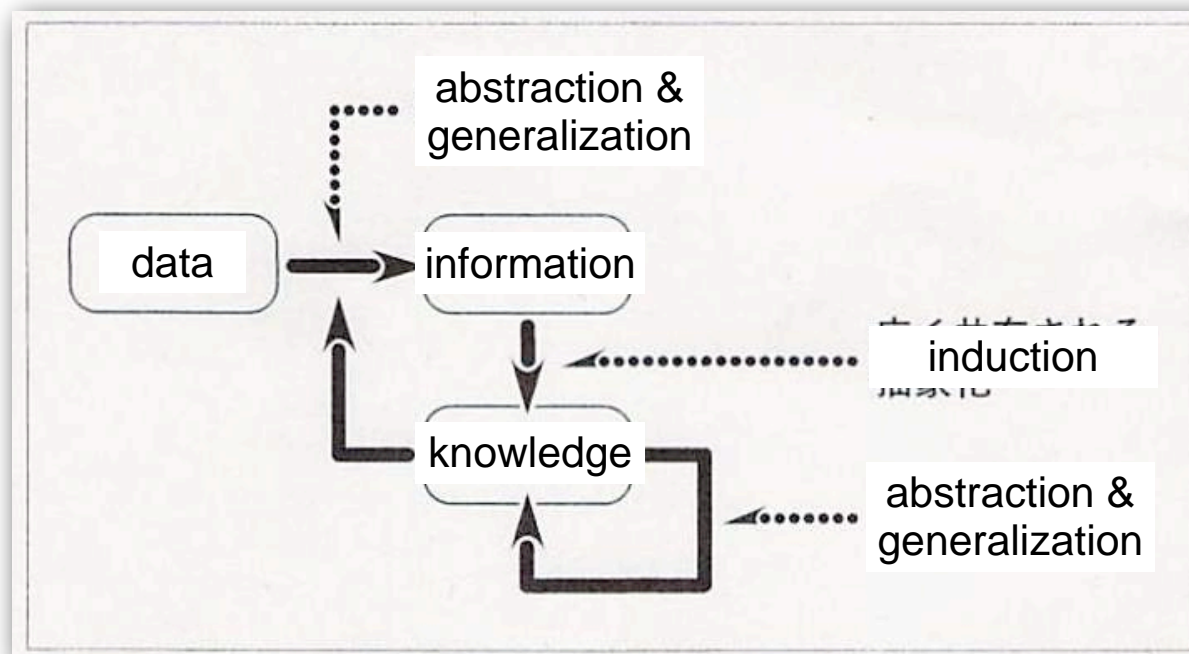 abstraction &
generalization
data
information
induction
knowledge
abstraction &
generalization